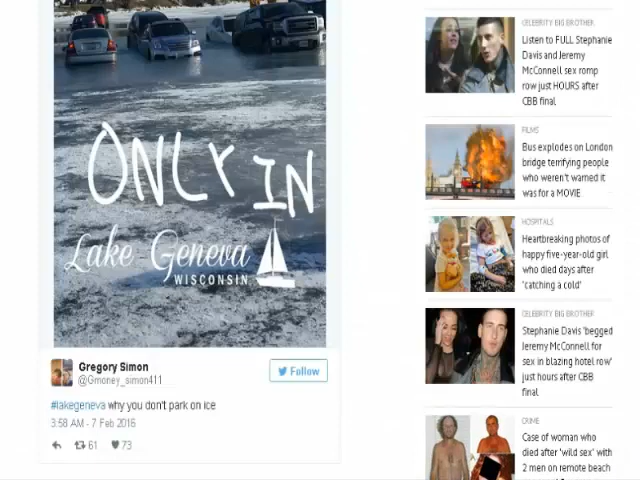 ONLY IN
Lake Geneva
WISCONSIN
Gregory Simon
@Gmoney_simon411
Follow
#lakegeneva why you don't park on ice
3:58 AM - 7 Feb 2016
61
73
CELEBRITY BIG BROTHER
Listen to FULL Stephanie
Davis and Jeremy
McConnell sex romp
row just HOURS after
CBB final
FILMS
Bus explodes on London
bridge terrifying people
who weren't warned it
was for a MOVIE
HOSPITALS
Heartbreaking photos of
happy five-year-old girl
who died days after
'catching a cold'
CELEBRITY BIG BROTHER
Stephanie Davis 'begged
Jeremy McConnell for
sex in blazing hotel row'
just hours after CBB
final
CRIME
Case of woman who
died after 'wild sex' with
2 men on remote beach